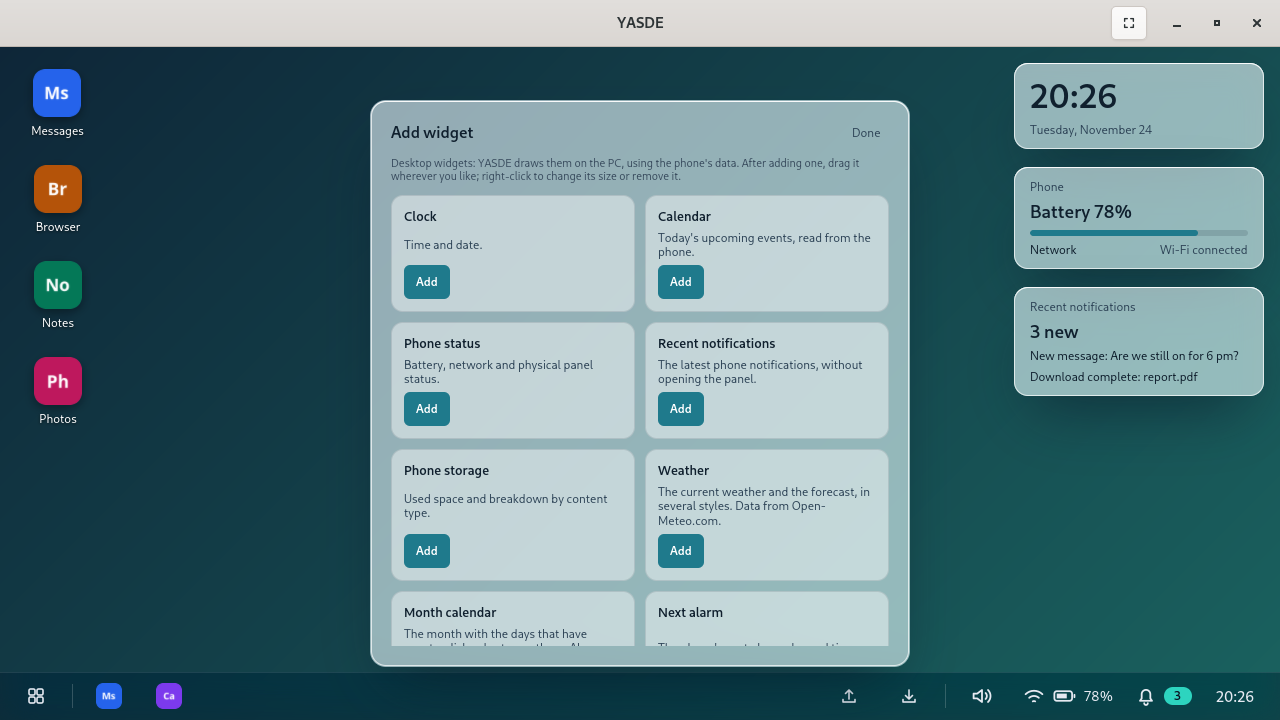 YASDE
Ms
Messages
Br
Browser
No
Notes
Ph
Photos
Add widget
Done
Desktop widgets: YASDE draws them on the PC, using the phone's data. After adding one, drag it
wherever you like; right-click to change its size or remove it.
Clock
Time and date.
Add
Calendar
Today's upcoming events, read from the
phone.
Add
Phone status
Battery, network and physical panel
status.
Add
Recent notifications
The latest phone notifications, without
opening the panel.
Add
Phone storage
Used space and breakdown by content
type.
Add
Weather
The current weather and the forecast, in
several styles. Data from Open-
Meteo.com.
Add
Month calendar
The month with the days that have
Next alarm
20:26
Tuesday, November 24
Phone
Battery 78%
Network
Wi-Fi connected
Recent notifications
3 new
New message: Are we still on for 6 pm?
Download complete: report.pdf
Ms
Ca
78%
3
20:26